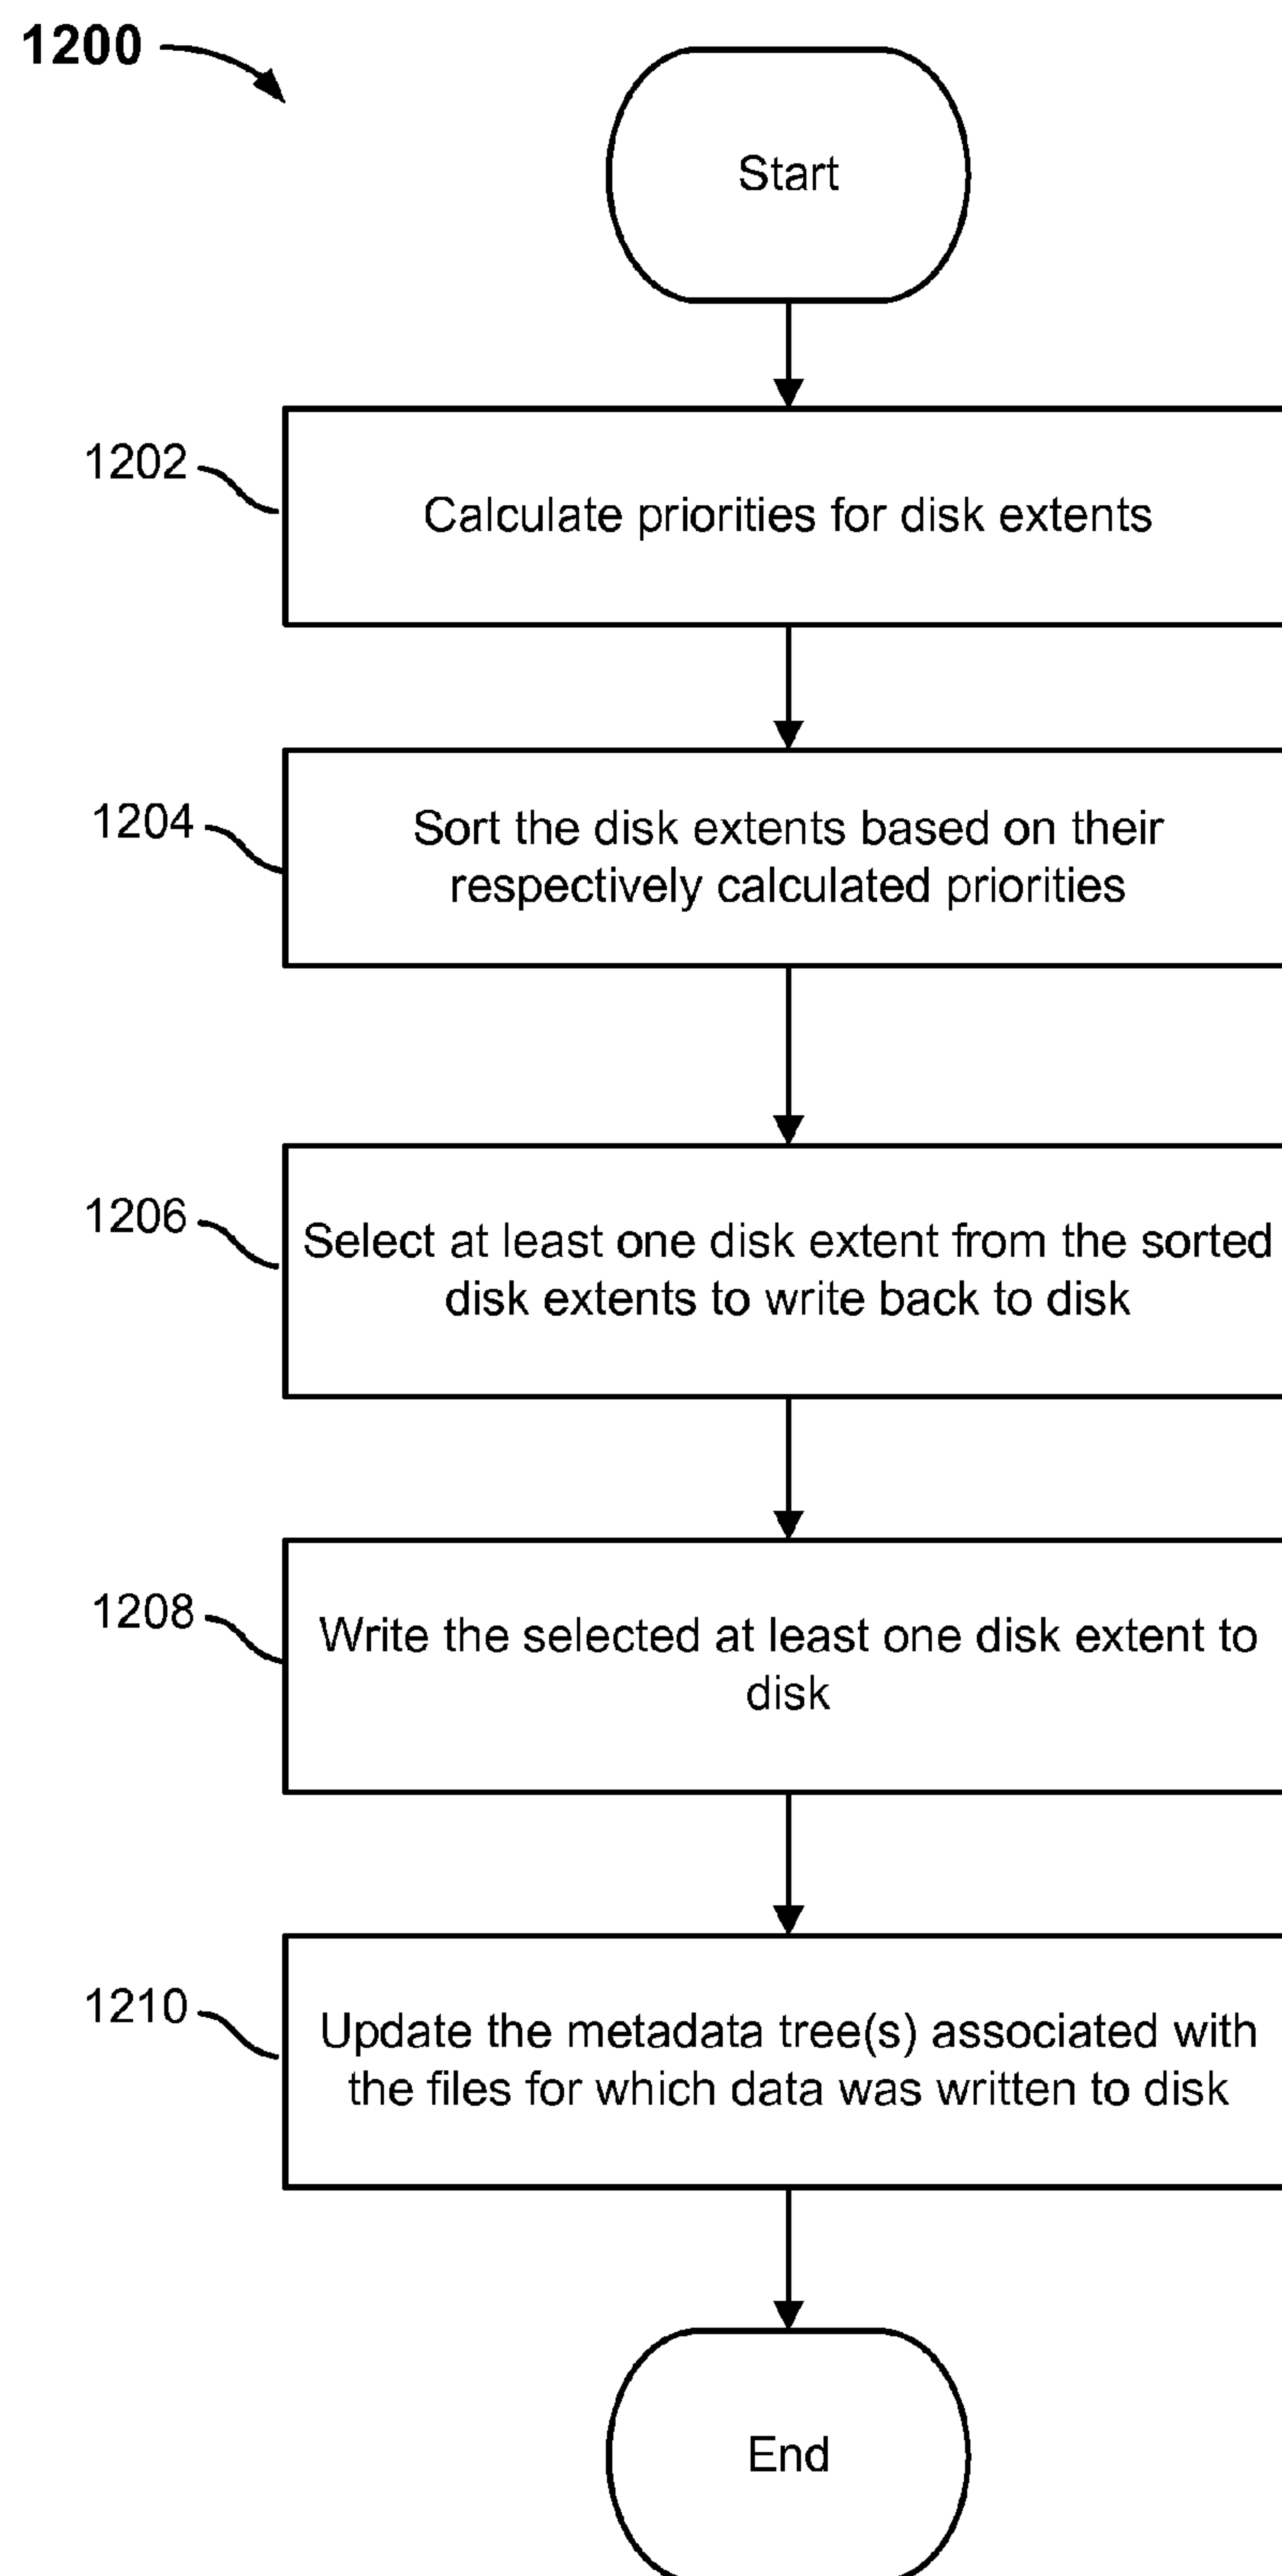 1200
Start
1202
Calculate priorities for disk extents
1204
Sort the disk extents based on their
respectively calculated priorities
1206
Select at least one disk extent from the sorted
disk extents to write back to disk
1208
Write the selected at least one disk extent to
disk
1210
Update the metadata tree(s) associated with
the files for which data was written to disk
End